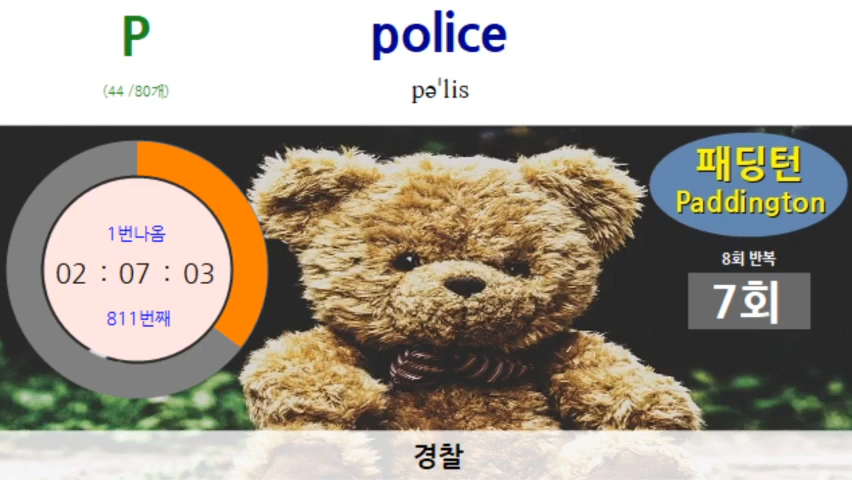 P
police
(44 /80개)
pəˈlis
패딩턴
Paddington
1번나옴
02 : 07 : 03
811번째
8회 반복
7회
경찰